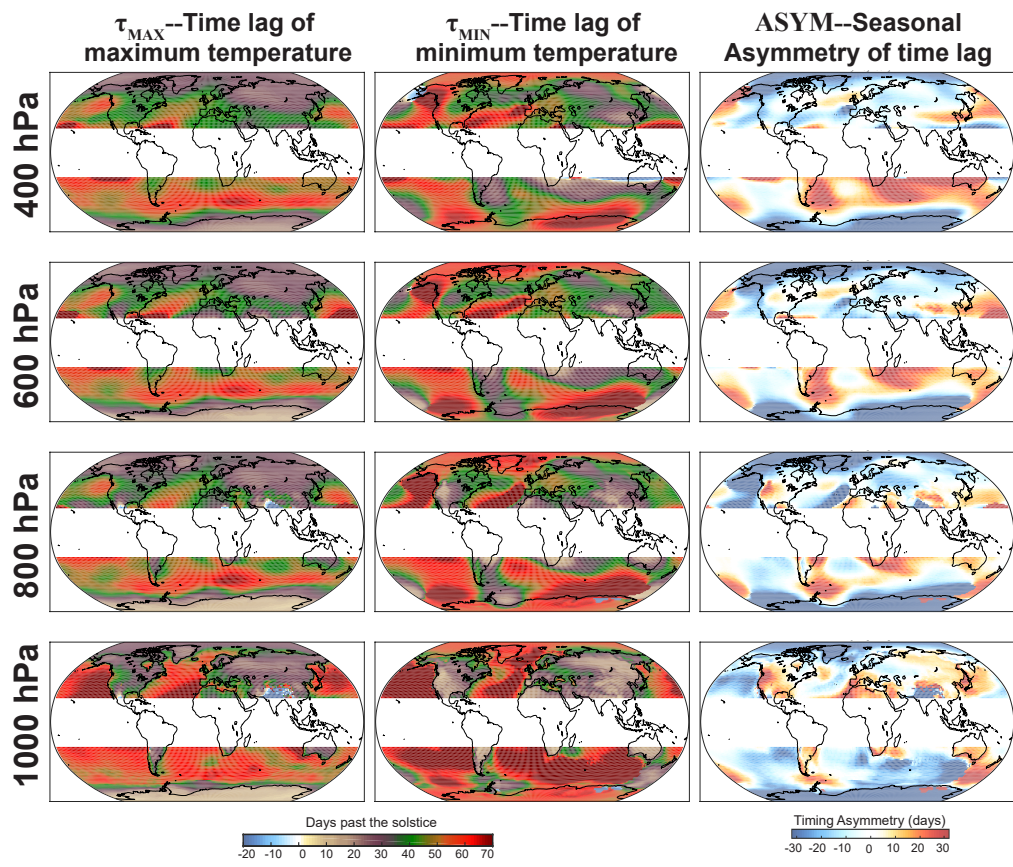 τMAX--Time lag of
maximum temperature
τMIN--Time lag of
minimum temperature
ASYM--Seasonal
Asymmetry of time lag
400 hPa
600 hPa
800 hPa
1000 hPa
Days past the solstice
-20 -10 0 10 20 30 40 50 60 70
Timing Asymmetry (days)
-30 -20 -10 0 10 20 30